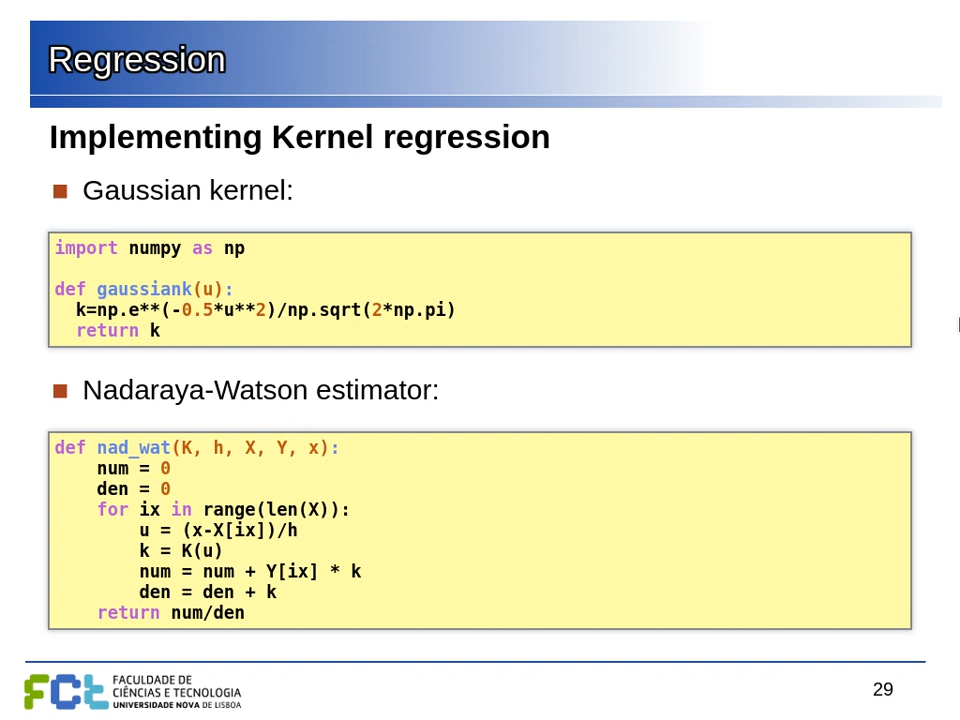 Regression
Implementing Kernel regression
Gaussian kernel:
import numpy as np
def gaussiank(u):
  k=np.e**(-0.5*u**2)/np.sqrt(2*np.pi)
  return k
Nadaraya-Watson estimator:
def nad_wat(K, h, X, Y, x):
    num = 0
    den = 0
    for ix in range(len(X)):
        u = (x-X[ix])/h
        k = K(u)
        num = num + Y[ix] * k
        den = den + k
    return num/den
FCt
FACULDADE DE
CIÊNCIAS E TECNOLOGIA
UNIVERSIDADE NOVA DE LISBOA
29